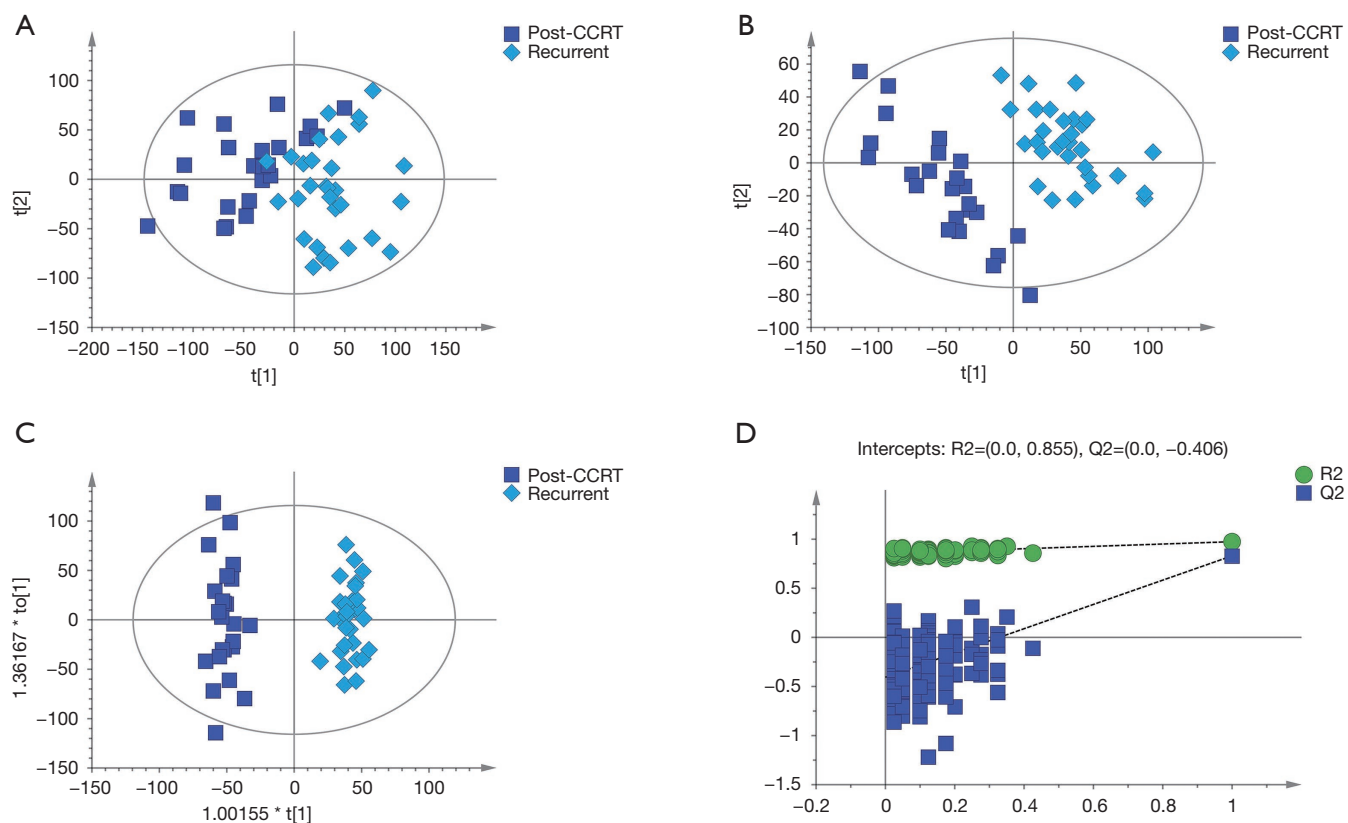 A
Post-CCRT
Recurrent
100
50
0
−50
−100
−150
t[2]
−200 −150 −100 −50 0 50 100 150
t[1]
B
Post-CCRT
Recurrent
60
40
20
0
−20
−40
−60
−80
−100
t[2]
−150 −100 −50 0 50 100
t[1]
C
Post-CCRT
Recurrent
100
50
0
−50
−100
−150
1.36167 * to[1]
−150 −100 −50 0 50 100
1.00155 * t[1]
D
Intercepts: R2=(0.0, 0.855), Q2=(0.0, −0.406)
R2
Q2
1
0.5
0
−0.5
−1
−1.5
−0.2 0 0.2 0.4 0.6 0.8 1